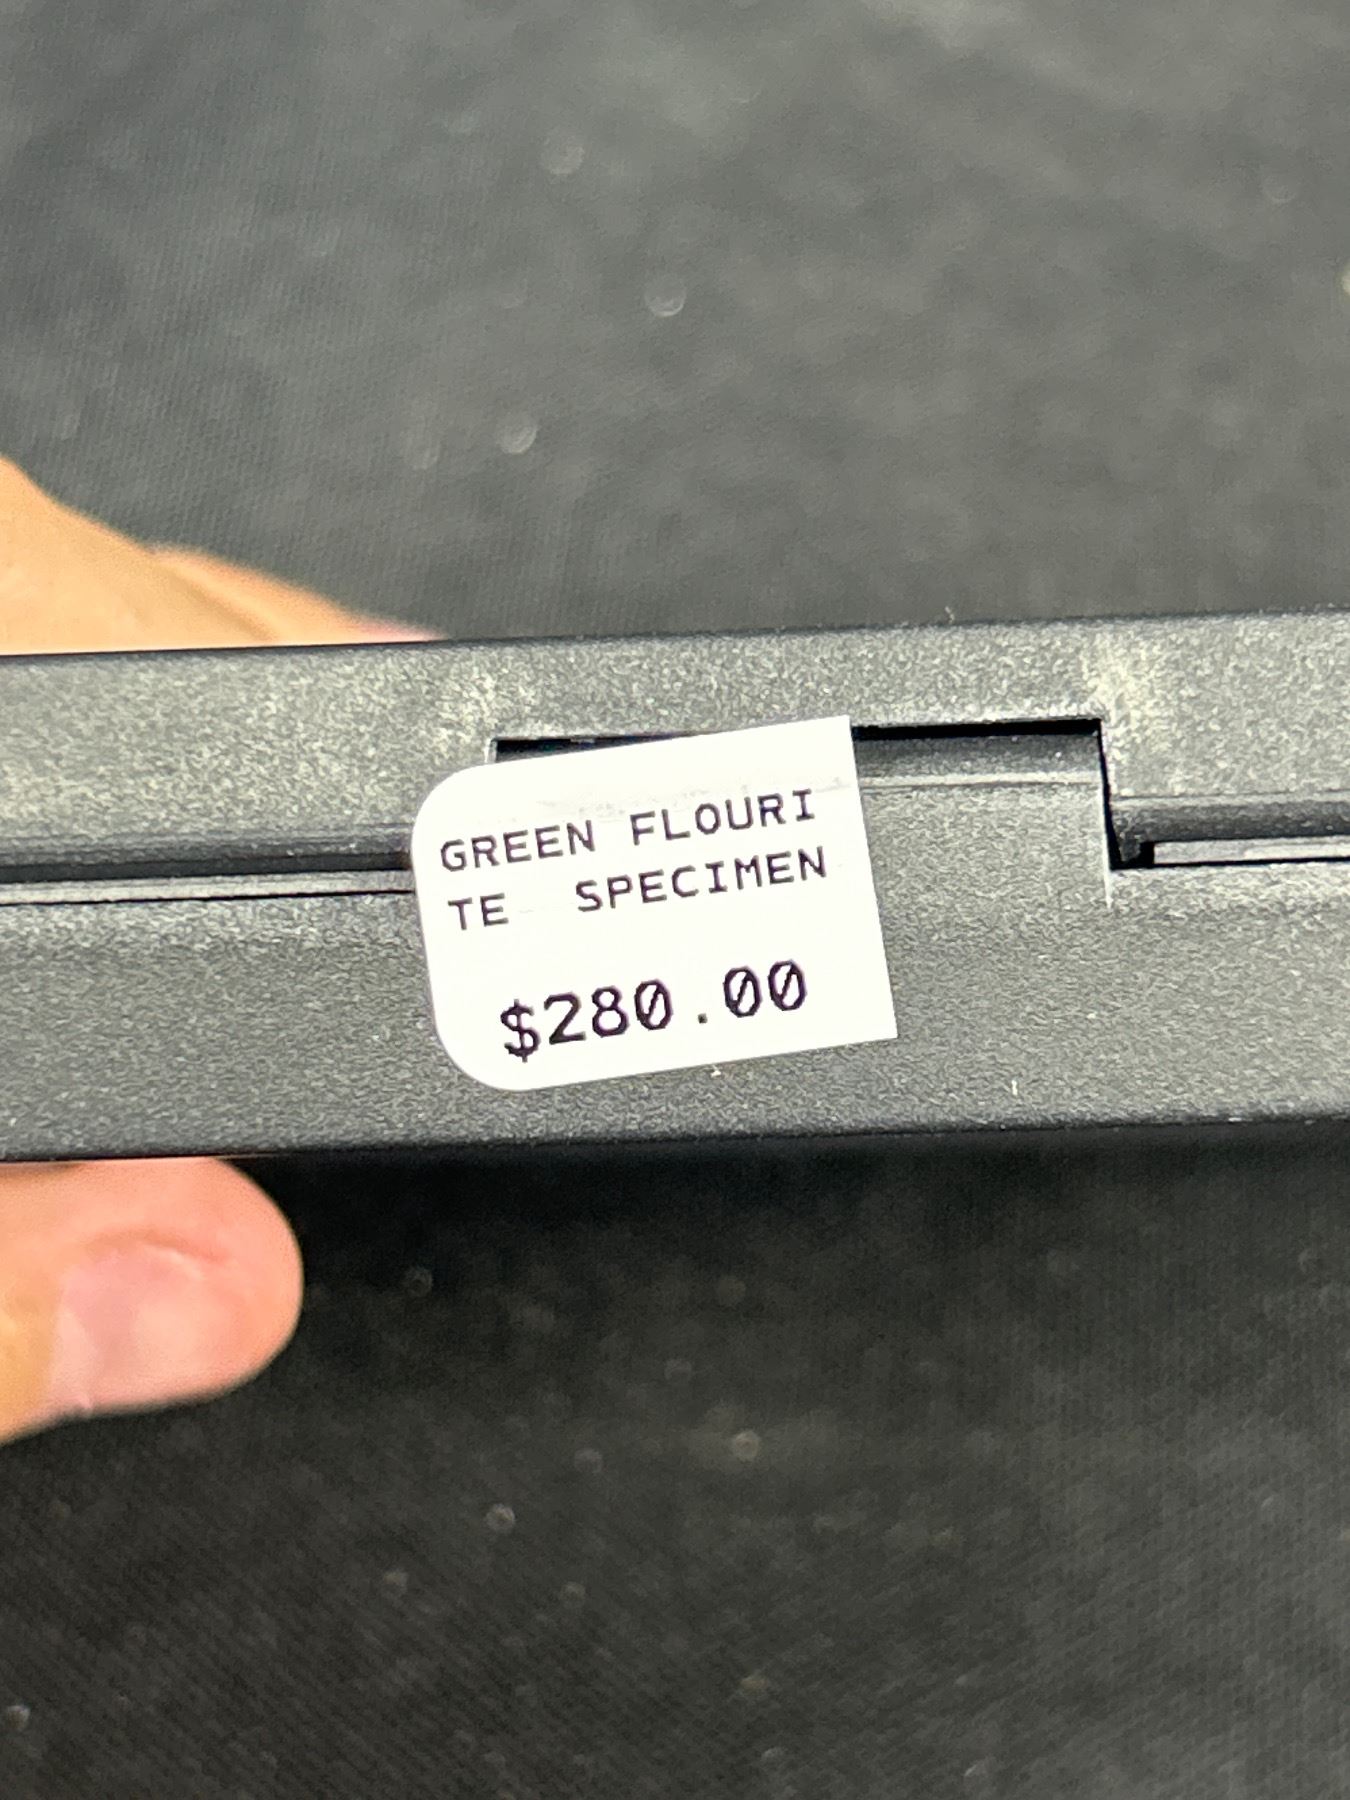 GREEN FLOURI
TE SPECIMEN
$280.00